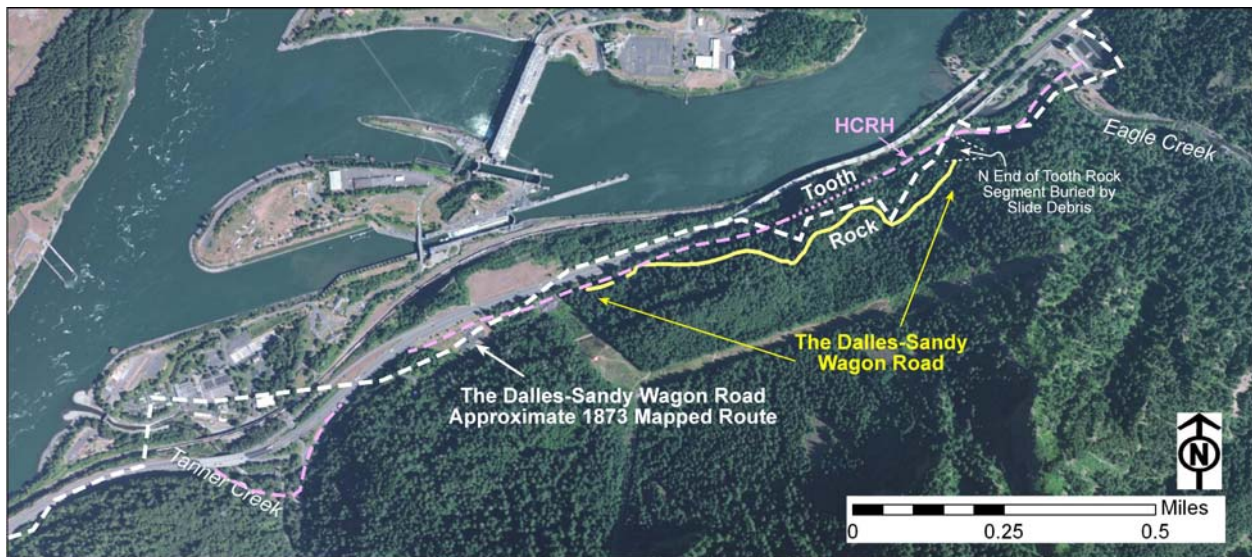 HCRH
Eagle Creek
Tooth
Rock
N End of Tooth Rock
Segment Buried by
Slide Debris
The Dalles-Sandy
Wagon Road
The Dalles-Sandy Wagon Road
Approximate 1873 Mapped Route
Tanner Creek
N
Miles
0
0.25
0.5